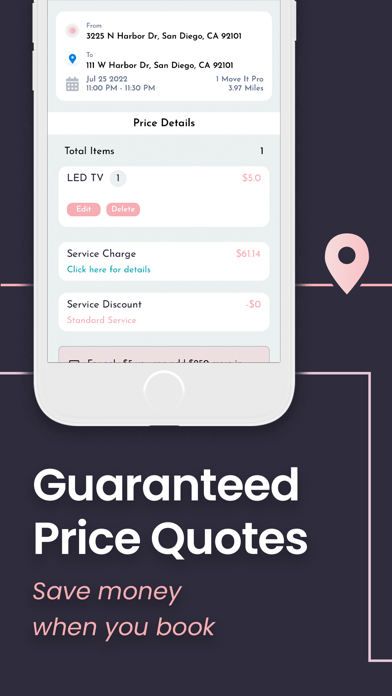 From
3225 N Harbor Dr, San Diego, CA 92101
To
111 W Harbor Dr, San Diego, CA 92101
Jul 25 2022 1 Move It Pro
11:00 PM - 11:30 PM 3.97 Miles
Price Details
Total Items 1
LED TV 1 $5.0
Edit Delete
Service Charge $61.14
Click here for details
Service Discount -$0
Standard Service
Guaranteed
Price Quotes
Save money
when you book